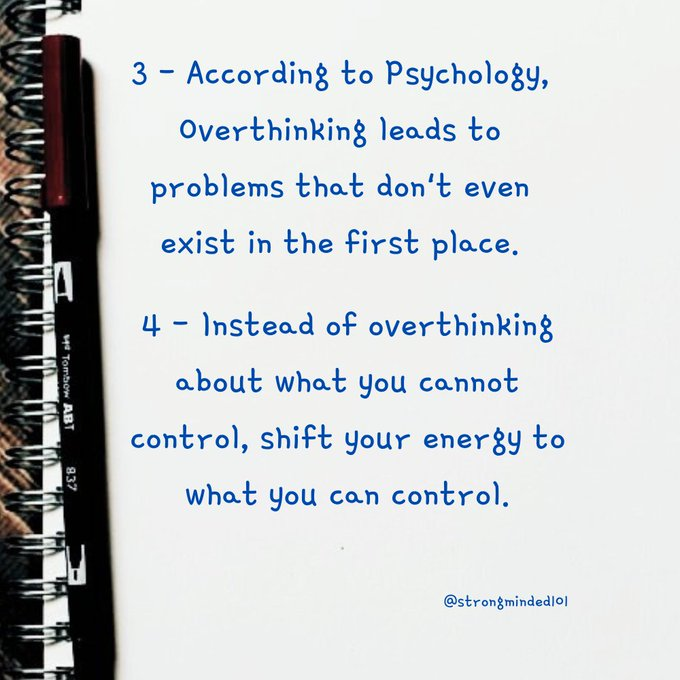 3 - According to Psychology,
Overthinking leads to
problems that don't even
exist in the first place.
4 - Instead of overthinking
about what you cannot
control, shift your energy to
what you can control.
@strongminded101
Tombow ABT
837